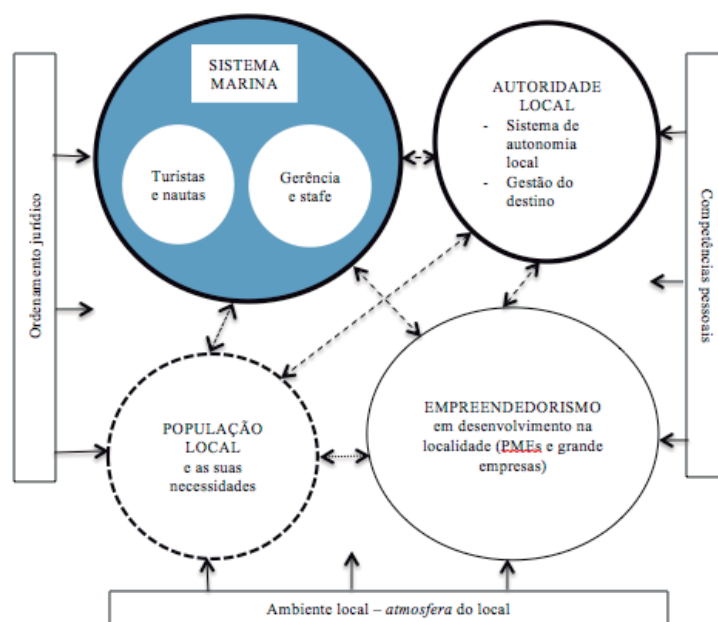 SISTEMA
MARINA
Turistas
e nautas
Gerência
e stafe
AUTORIDADE
LOCAL
- Sistema de
autonomia
local
- Gestão do
destino
Ordenamento jurídico
Competências pessoais
POPULAÇÃO
LOCAL
e as suas
necessidades
EMPREENDEDORISMO
em desenvolvimento na
localidade (PMEs e grande
empresas)
Ambiente local – atmosfera do local